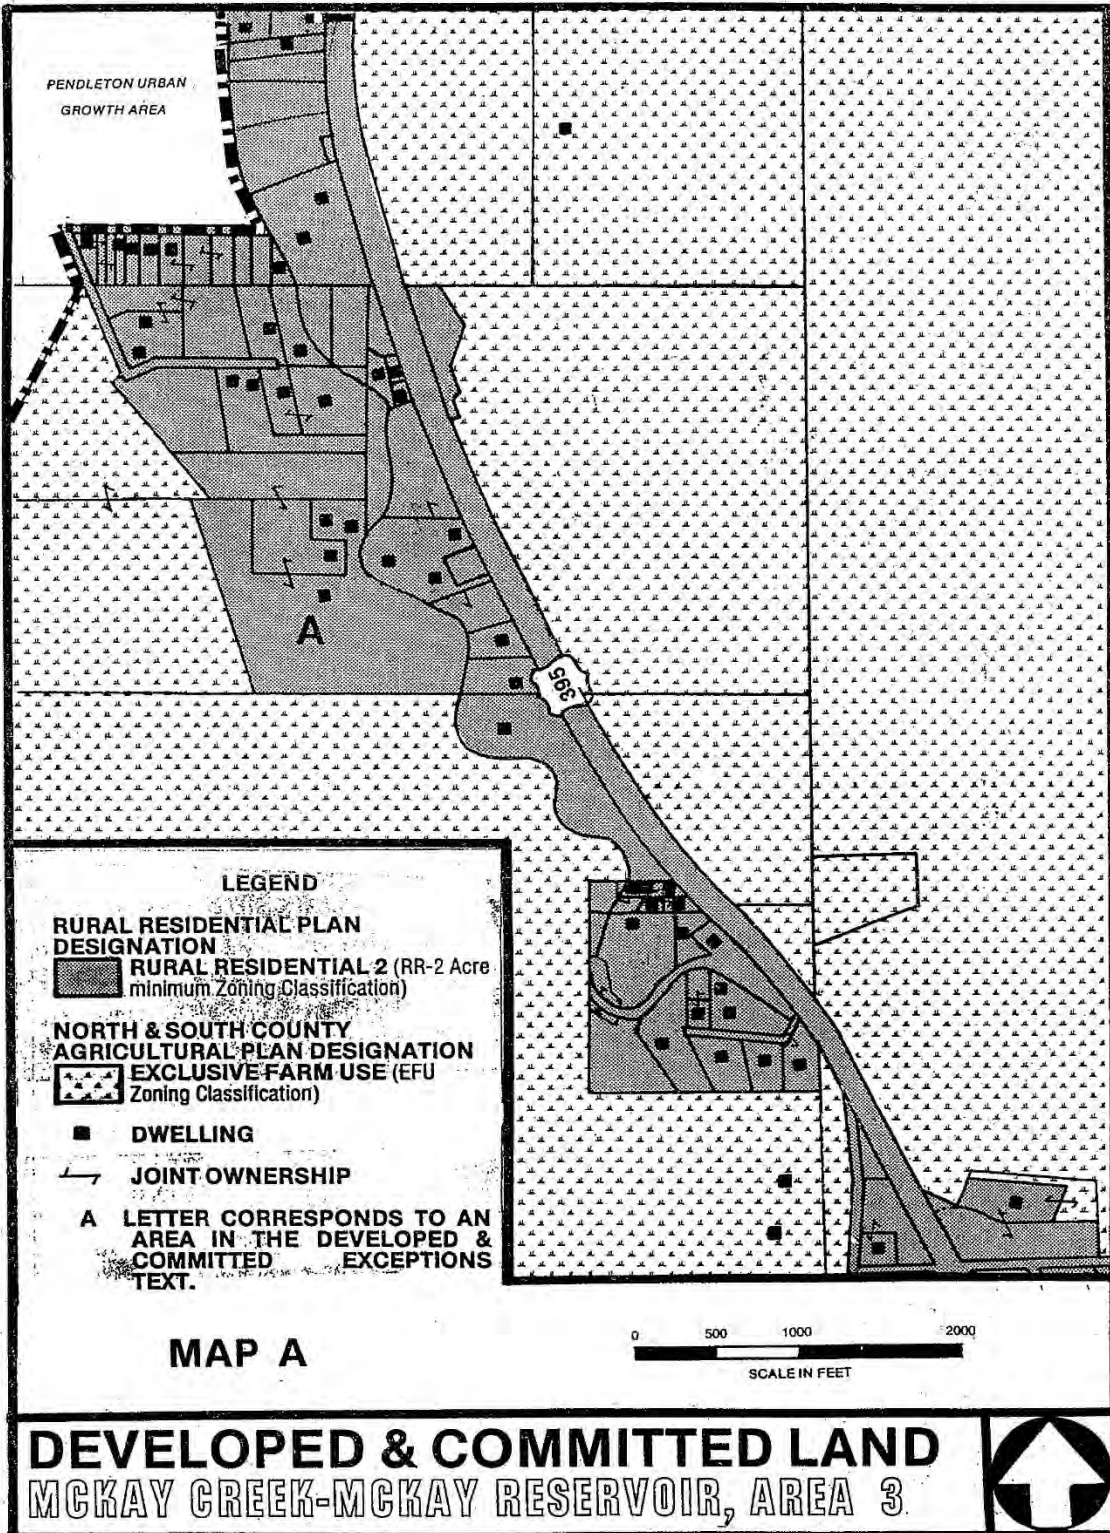 PENDLETON URBAN
GROWTH AREA
A
395
LEGEND
RURAL RESIDENTIAL PLAN
DESIGNATION
RURAL RESIDENTIAL 2 (RR-2 Acre
minimum Zoning Classification)
NORTH & SOUTH COUNTY
AGRICULTURAL PLAN DESIGNATION
EXCLUSIVE FARM USE (EFU
Zoning Classification)
DWELLING
JOINT OWNERSHIP
A LETTER CORRESPONDS TO AN
AREA IN THE DEVELOPED &
COMMITTED EXCEPTIONS
TEXT.
MAP A
0 500 1000 2000
SCALE IN FEET
DEVELOPED & COMMITTED LAND
MCKAY CREEK-MCKAY RESERVOIR, AREA 3